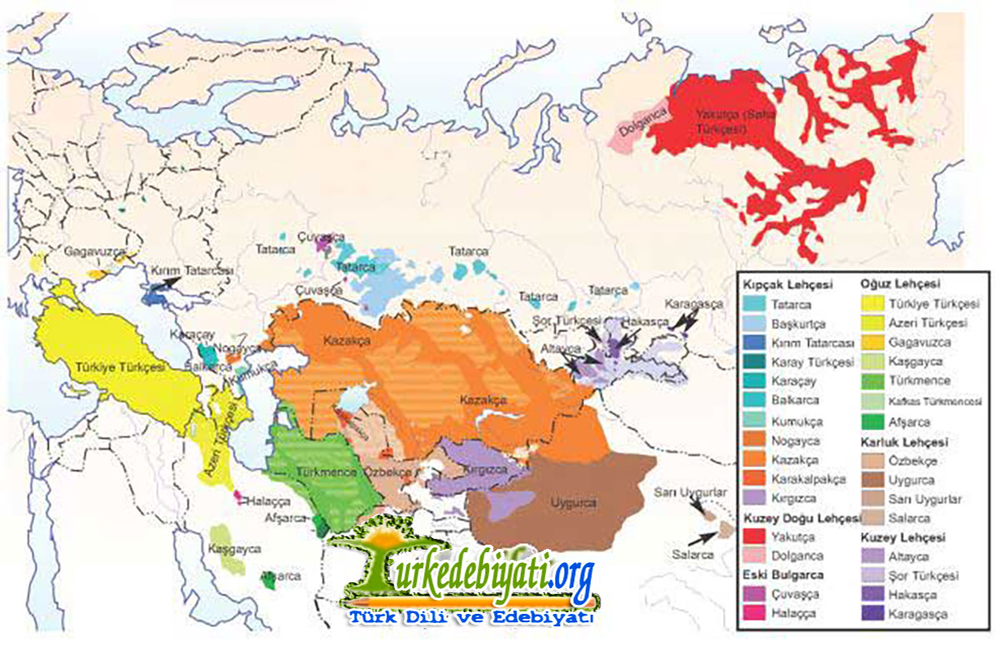 Dolganca
Yakutça (Saha
Türkçesi)
Gagavuzca
Kırım Tatarcası
Tatarca
Çuvaşça
Tatarca
Tatarca
Çuvaşça
Tatarca
Tatarca
Karagasça
Şor Türkçesi
Hakasça
Altayca
Karaçay
Nogayca
Balkarca
Kumukça
Kazakça
Kazakça
Türkiye Türkçesi
Azeri Türkçesi
Türkmence
Özbekçe
Kırgızca
Uygurca
Halaçça
Afşarca
Kaşgayca
Afşarca
Sarı Uygurlar
Salarca
Kıpçak Lehçesi
Tatarca
Başkurtça
Kırım Tatarcası
Karay Türkçesi
Karaçay
Balkarca
Kumukça
Nogayca
Kazakça
Karakalpakça
Kırgızca
Kuzey Doğu Lehçesi
Yakutça
Dolganca
Eski Bulgarca
Çuvaşça
Halaçça
Oğuz Lehçesi
Türkiye Türkçesi
Azeri Türkçesi
Gagavuzca
Kaşgayca
Türkmence
Kafkas Türkmencesi
Afşarca
Karluk Lehçesi
Özbekçe
Uygurca
Sarı Uygurlar
Salarca
Kuzey Lehçesi
Altayca
Şor Türkçesi
Hakasça
Karagasça
Turkedebiyati.org
Türk Dili ve Edebiyatı